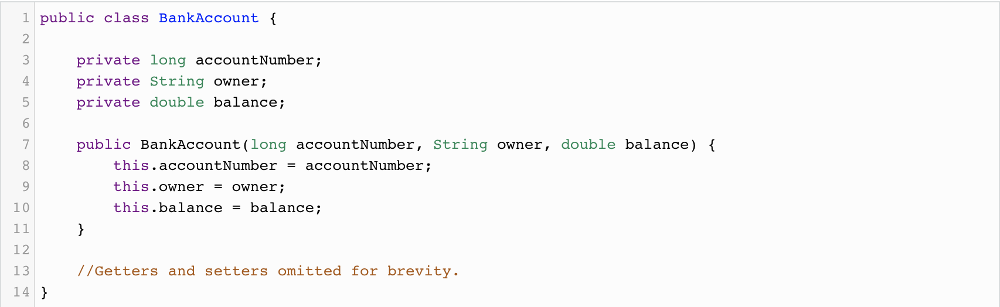 1 public class BankAccount {
2
3     private long accountNumber;
4     private String owner;
5     private double balance;
6
7     public BankAccount(long accountNumber, String owner, double balance) {
8         this.accountNumber = accountNumber;
9         this.owner = owner;
10         this.balance = balance;
11     }
12
13     //Getters and setters omitted for brevity.
14 }